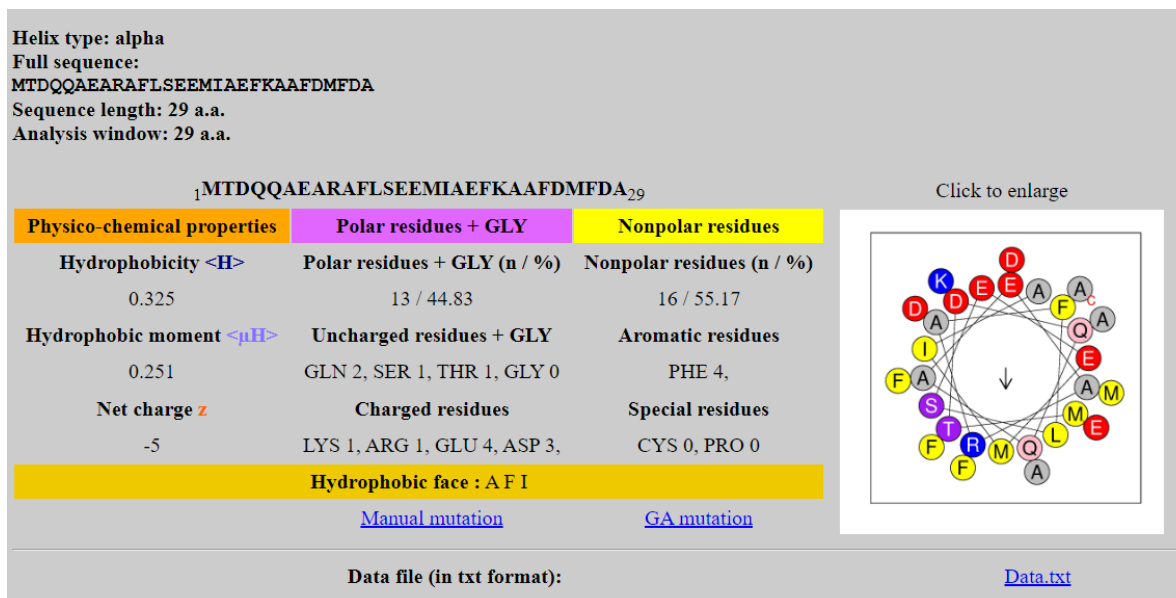 Helix type: alpha
Full sequence:
MTDQQAEARAFLSEEMIAEFKAAFDMFDA
Sequence length: 29 a.a.
Analysis window: 29 a.a.
1MTDQQAEARAFLSEEMIAEFKAAFDMFDA29
Click to enlarge
Physico-chemical properties Polar residues + GLY Nonpolar residues
Hydrophobicity <H> Polar residues + GLY (n / %) Nonpolar residues (n / %)
0.325 13 / 44.83 16 / 55.17
Hydrophobic moment <µH> Uncharged residues + GLY Aromatic residues
0.251 GLN 2, SER 1, THR 1, GLY 0 PHE 4,
Net charge z Charged residues Special residues
-5 LYS 1, ARG 1, GLU 4, ASP 3, CYS 0, PRO 0
Hydrophobic face : A F I
Manual mutation GA mutation
D
K E E A A
D D F C A
A Q
I E
F A A M
S M
T L E
F R M Q
F A
Data file (in txt format): Data.txt